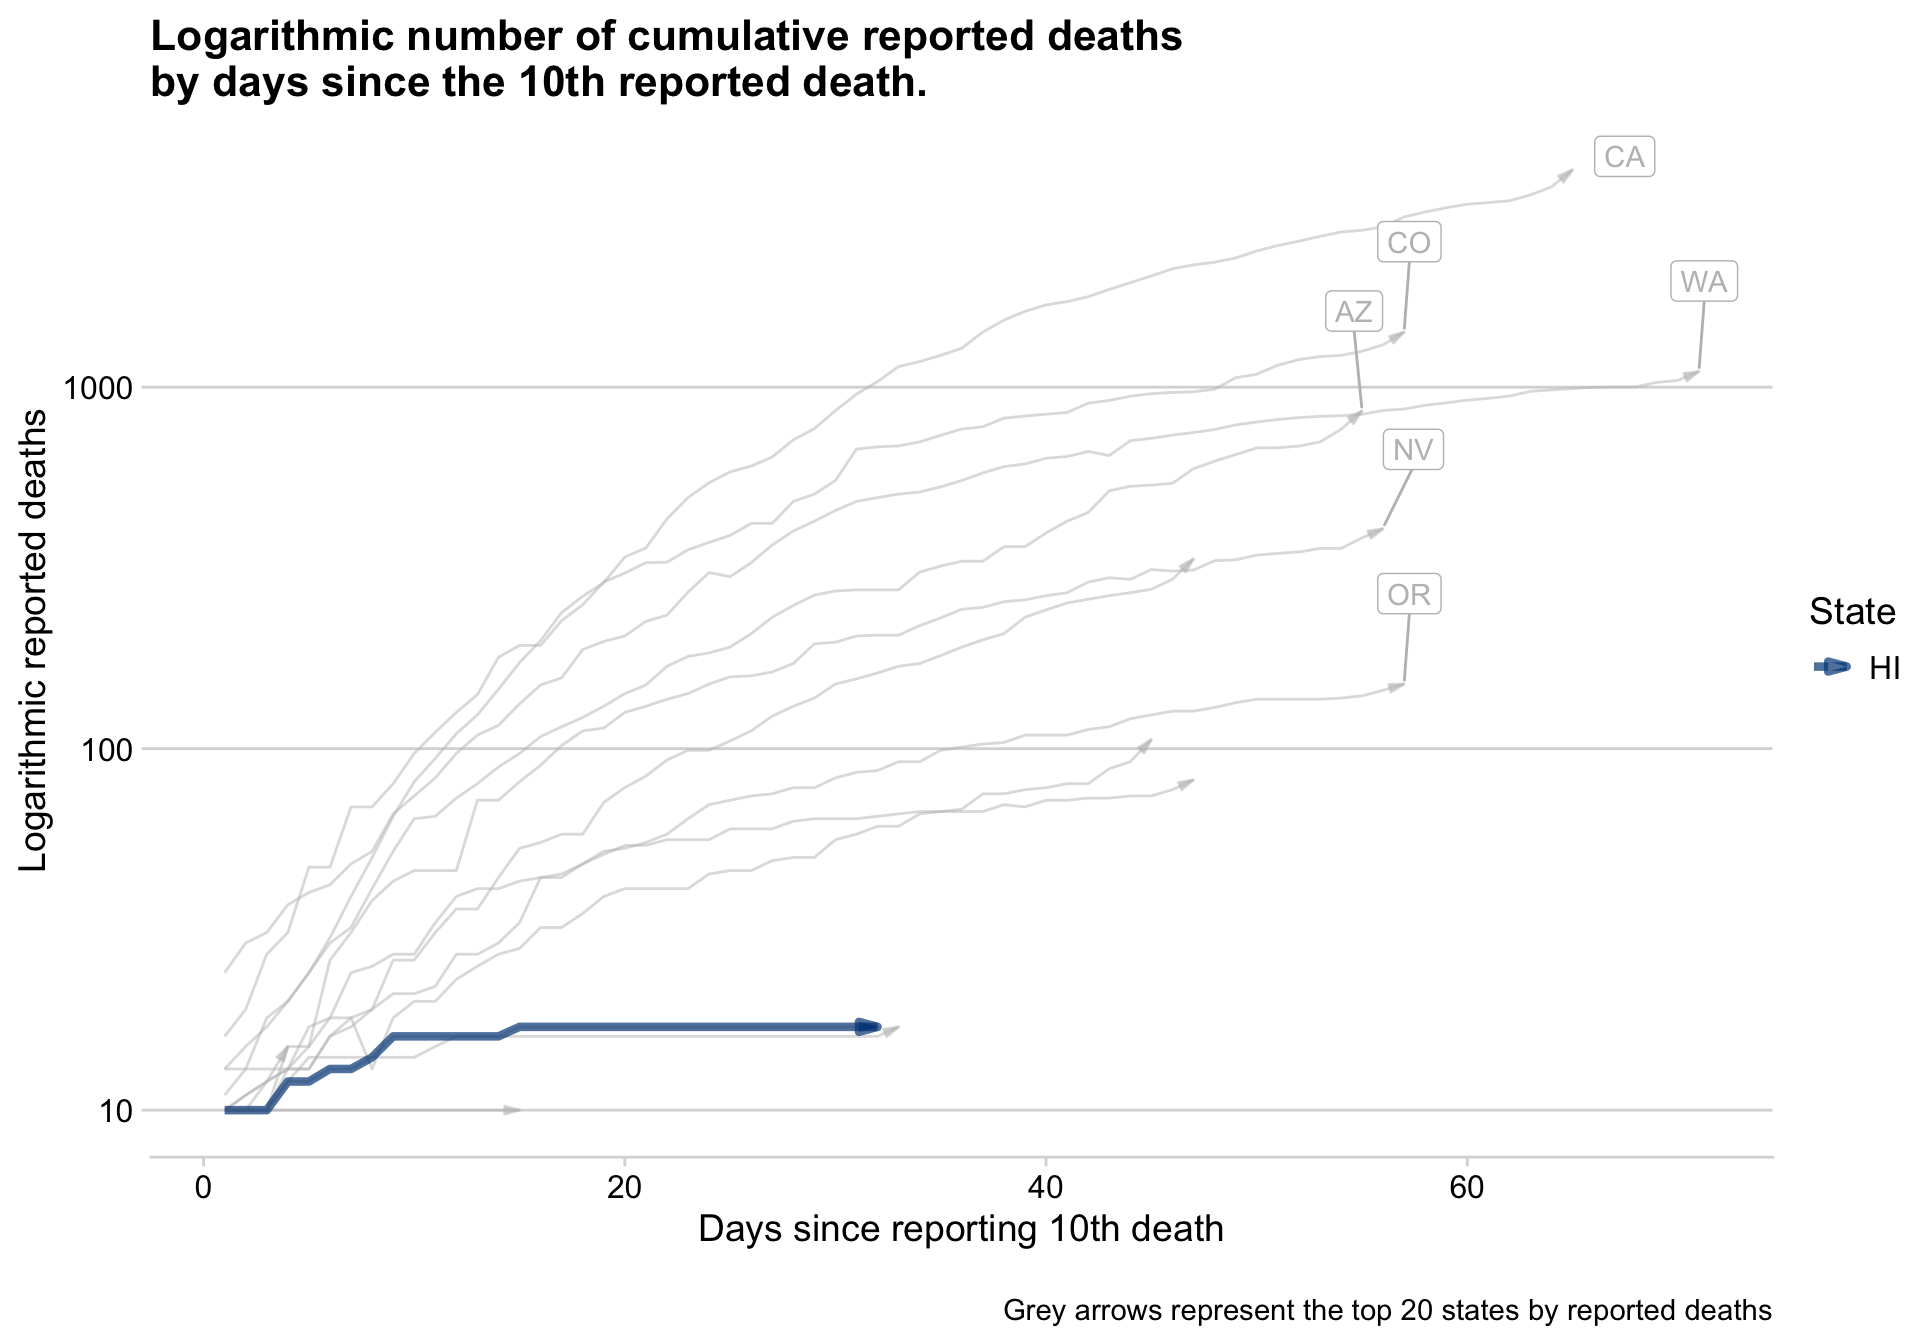 Logarithmic number of cumulative reported deaths
by days since the 10th reported death.
CA
CO
WA
AZ
NV
OR
1000
100
10
Logarithmic reported deaths
State
HI
0 20 40 60
Days since reporting 10th death
Grey arrows represent the top 20 states by reported deaths